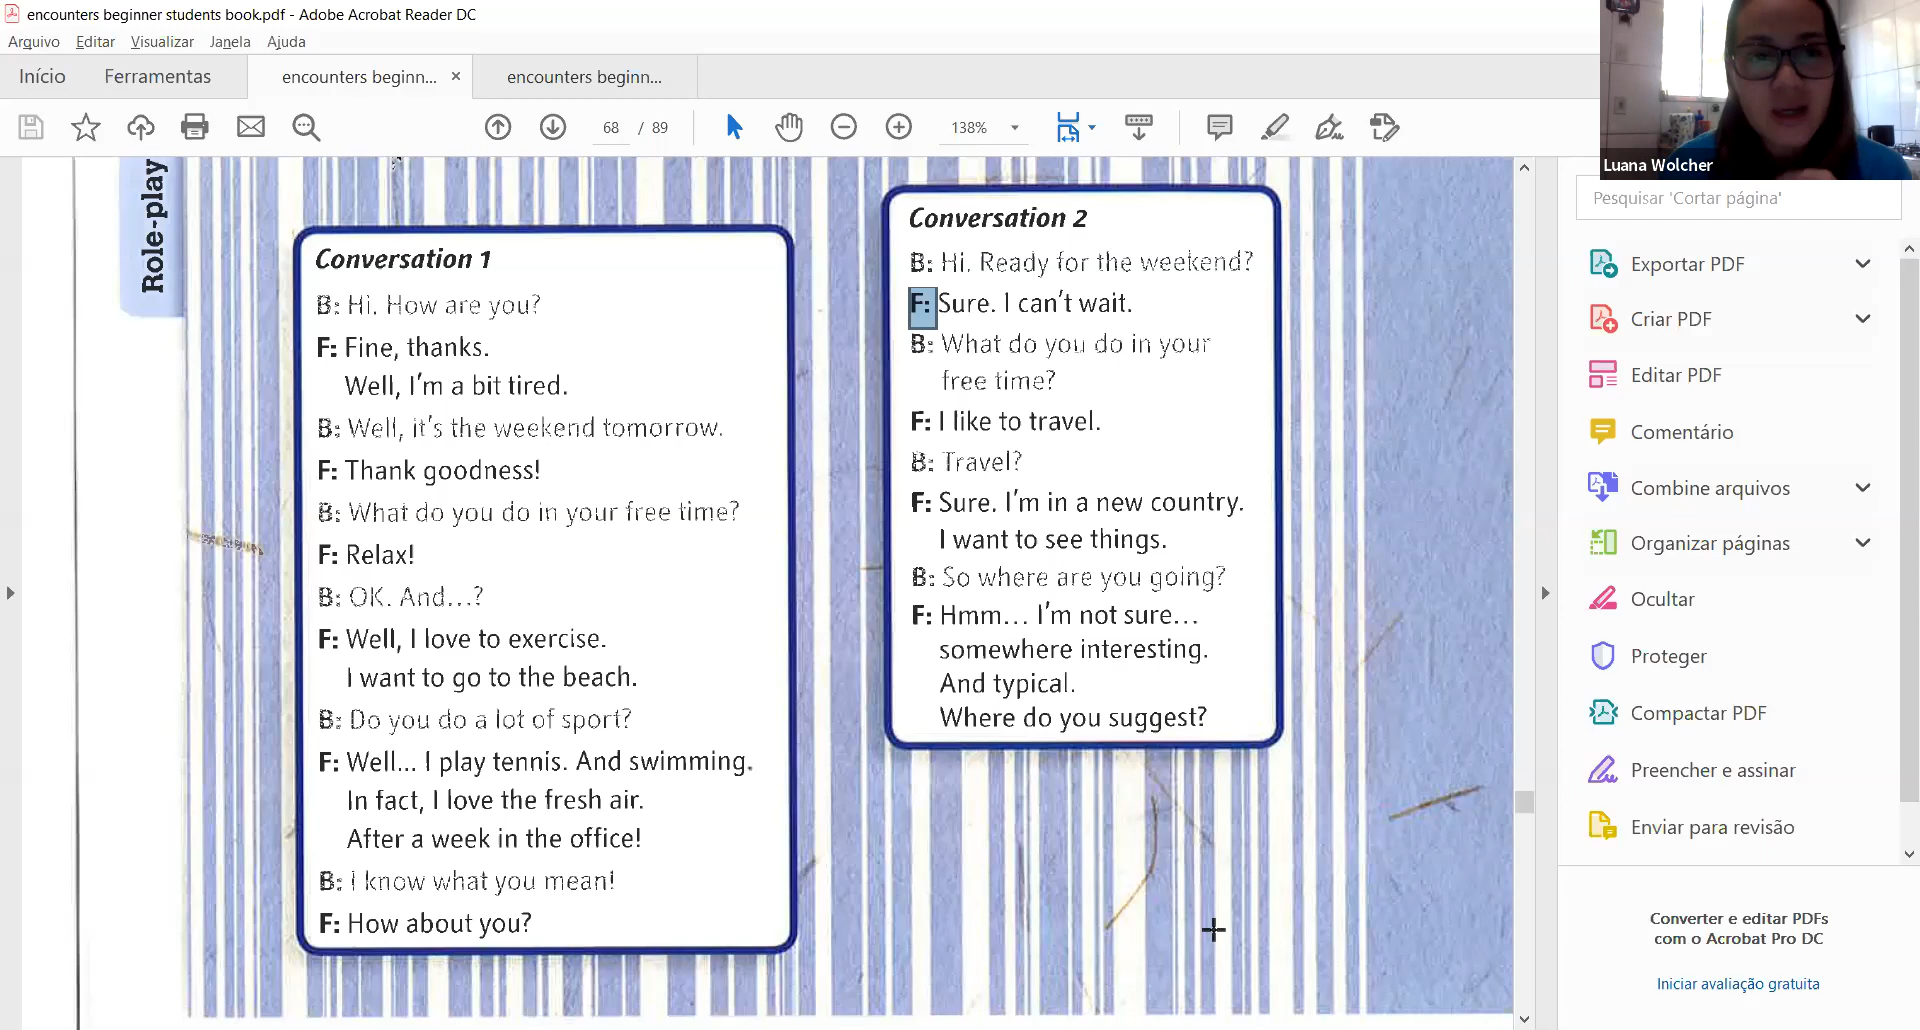 encounters beginner students book.pdf - Adobe Acrobat Reader DC
Arquivo Editar Visualizar Janela Ajuda
Início Ferramentas encounters beginn... × encounters beginn...
68 / 89 138%
Luana Wolcher
Role-play
Conversation 1
B: Hi. How are you?
F: Fine, thanks.
Well, I'm a bit tired.
B: Well, it's the weekend tomorrow.
F: Thank goodness!
B: What do you do in your free time?
F: Relax!
B: OK. And...?
F: Well, I love to exercise.
I want to go to the beach.
B: Do you do a lot of sport?
F: Well... I play tennis. And swimming.
In fact, I love the fresh air.
After a week in the office!
B: I know what you mean!
F: How about you?
Conversation 2
B: Hi. Ready for the weekend?
F: Sure. I can't wait.
B: What do you do in your
free time?
F: I like to travel.
B: Travel?
F: Sure. I'm in a new country.
I want to see things.
B: So where are you going?
F: Hmm... I'm not sure...
somewhere interesting.
And typical.
Where do you suggest?
Pesquisar 'Cortar página'
Exportar PDF
Criar PDF
Editar PDF
Comentário
Combine arquivos
Organizar páginas
Ocultar
Proteger
Compactar PDF
Preencher e assinar
Enviar para revisão
Converter e editar PDFs
com o Acrobat Pro DC
Iniciar avaliação gratuita